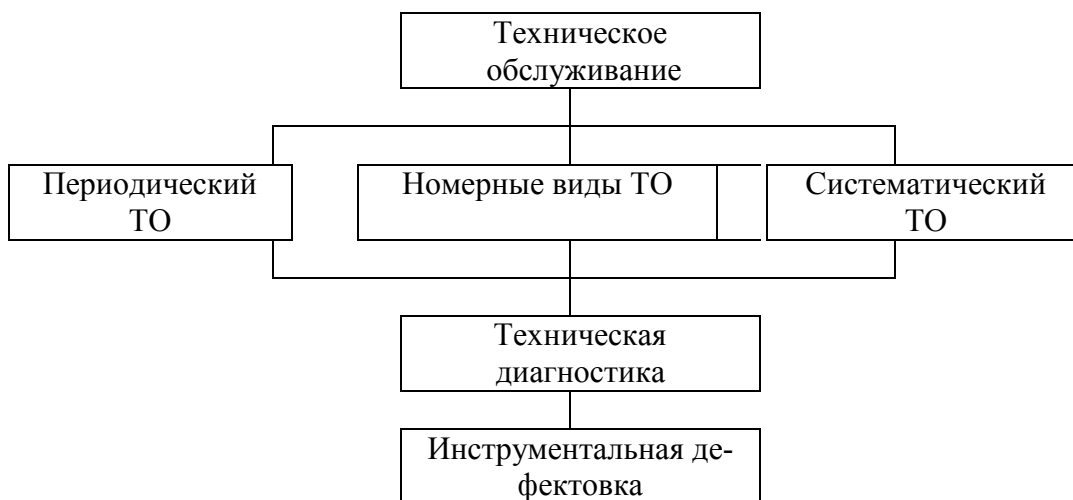 Техническое
обслуживание
Периодический
ТО
Номерные виды ТО
Систематический
ТО
Техническая
диагностика
Инструментальная де-
фектовка